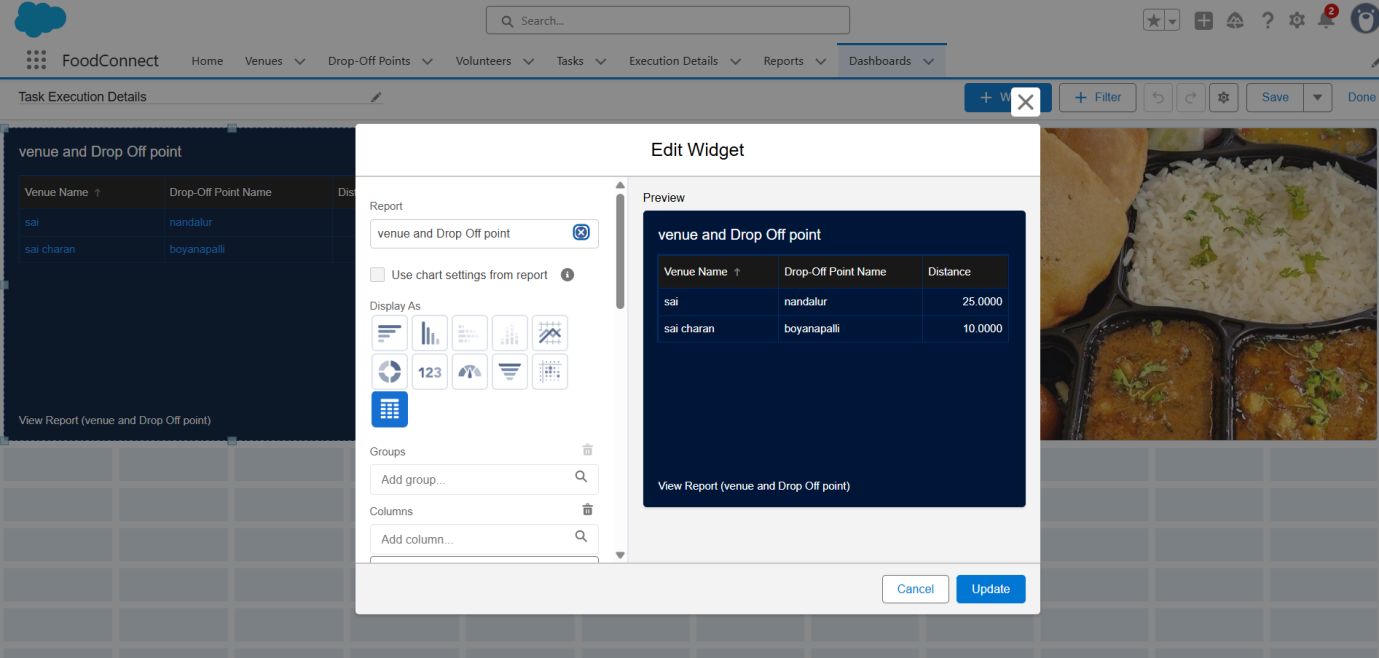 Search...
2
FoodConnect Home Venues Drop-Off Points Volunteers Tasks Execution Details Reports Dashboards
Task Execution Details
+ W
+ Filter
Save
Done
venue and Drop Off point
Venue Name ↑ Drop-Off Point Name Dist
sai nandalur
sai charan boyanapalli
View Report (venue and Drop Off point)
Edit Widget
Report
venue and Drop Off point
Use chart settings from report
Display As
123
Groups
Add group...
Columns
Add column...
Preview
venue and Drop Off point
Venue Name ↑ Drop-Off Point Name Distance
sai nandalur 25.0000
sai charan boyanapalli 10.0000
View Report (venue and Drop Off point)
Cancel Update